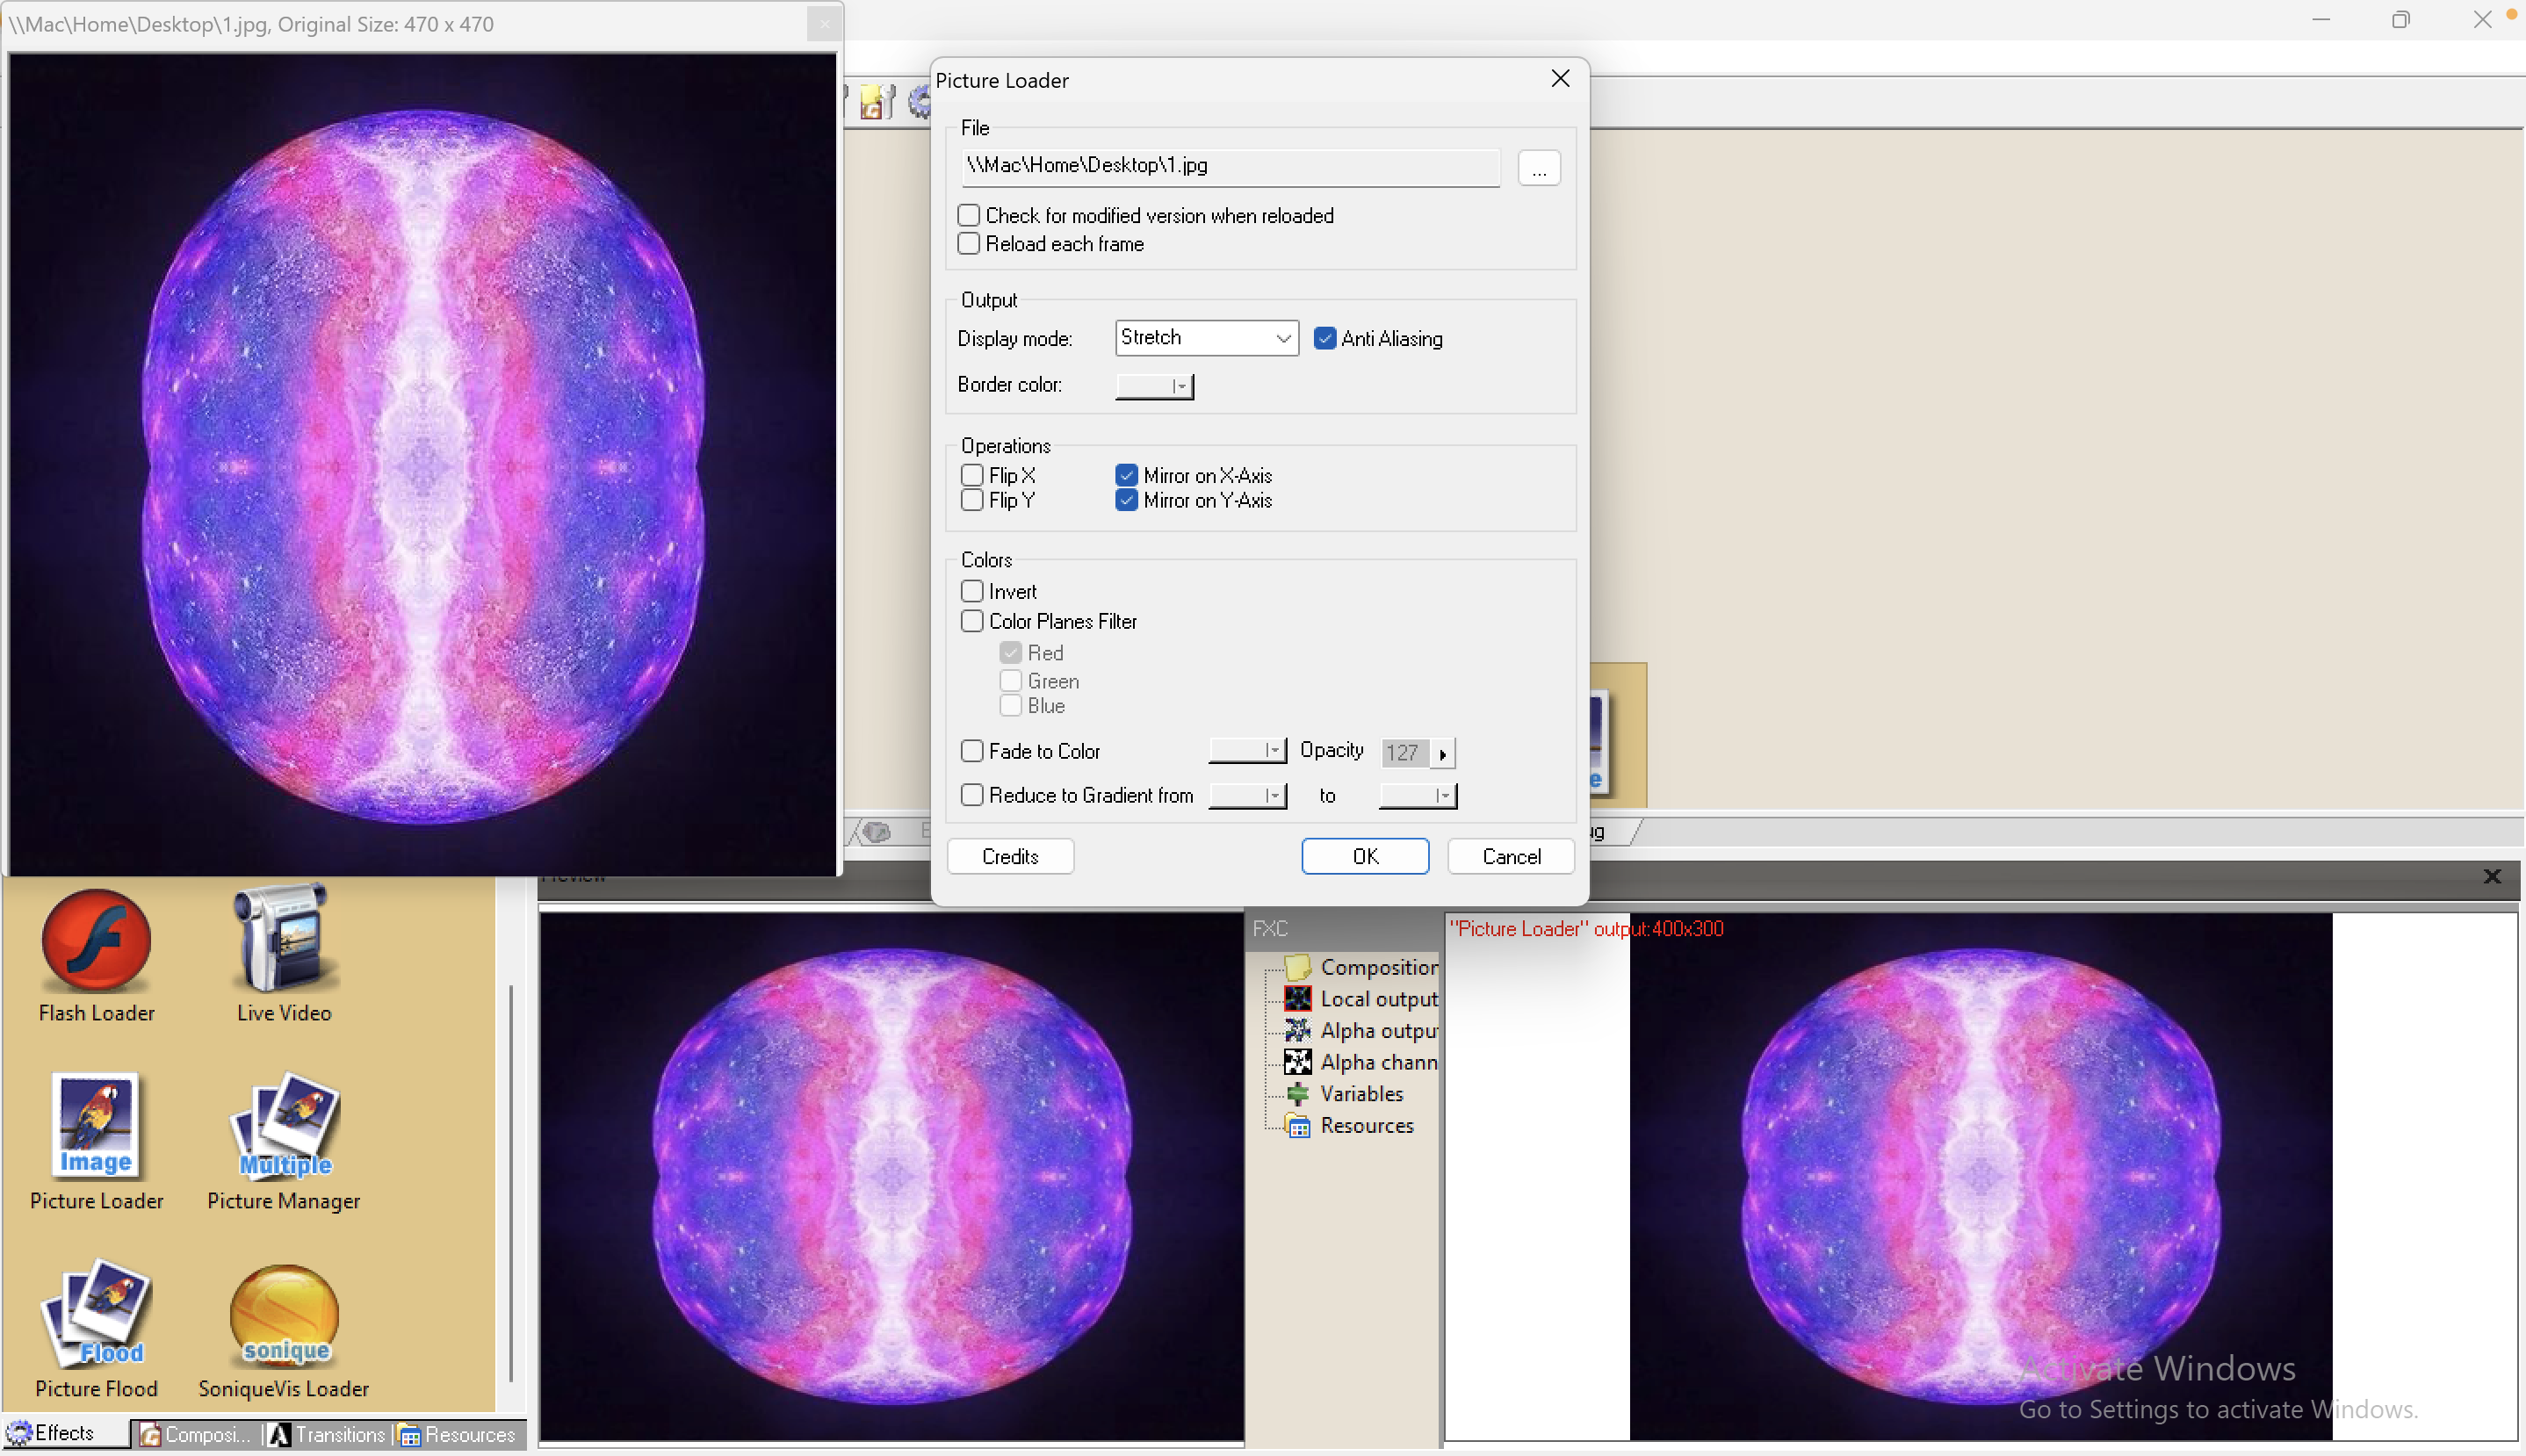 \\Mac\Home\Desktop\1.jpg, Original Size: 470 x 470
Picture Loader
File
\\Mac\Home\Desktop\1.jpg
...
Check for modified version when reloaded
Reload each frame
Output
Display mode:
Stretch
Anti Aliasing
Border color:
Operations
Flip X
Mirror on X-Axis
Flip Y
Mirror on Y-Axis
Colors
Invert
Color Planes Filter
Red
Green
Blue
Fade to Color
Opacity
127
Reduce to Gradient from
to
Credits
OK
Cancel
Flash Loader
Live Video
Image
Picture Loader
Multiple
Picture Manager
Flood
Picture Flood
sonique
SoniqueVis Loader
Effects
Composi...
Transitions
Resources
FXC
Composition
Local output
Alpha output
Alpha chann
Variables
Resources
"Picture Loader" output:400x300
Activate Windows
Go to Settings to activate Windows.